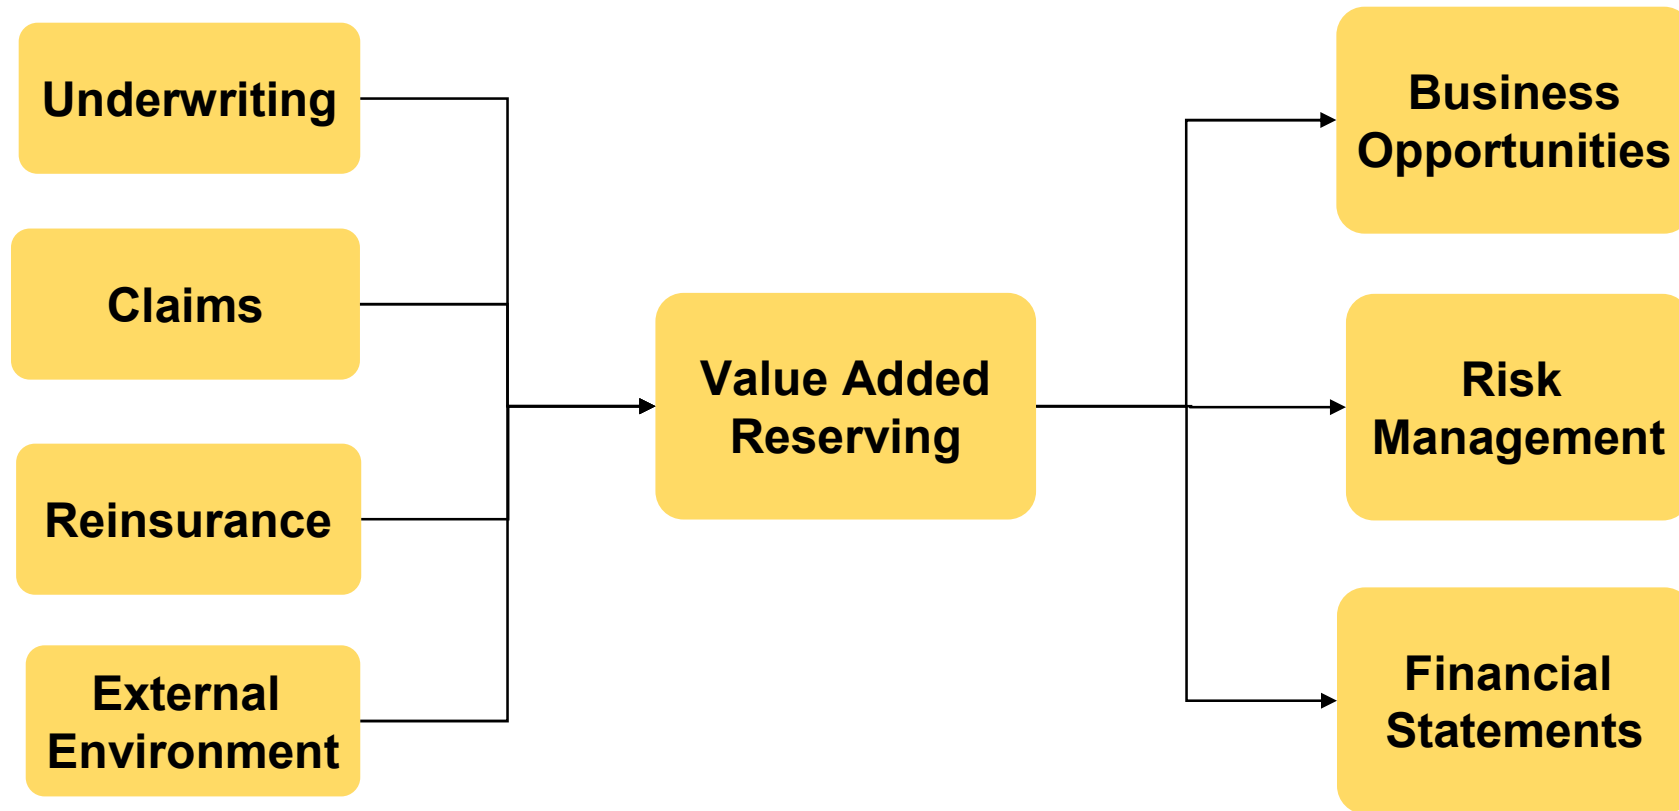 Underwriting
Claims
Reinsurance
External
Environment
Value Added
Reserving
Business
Opportunities
Risk
Management
Financial
Statements